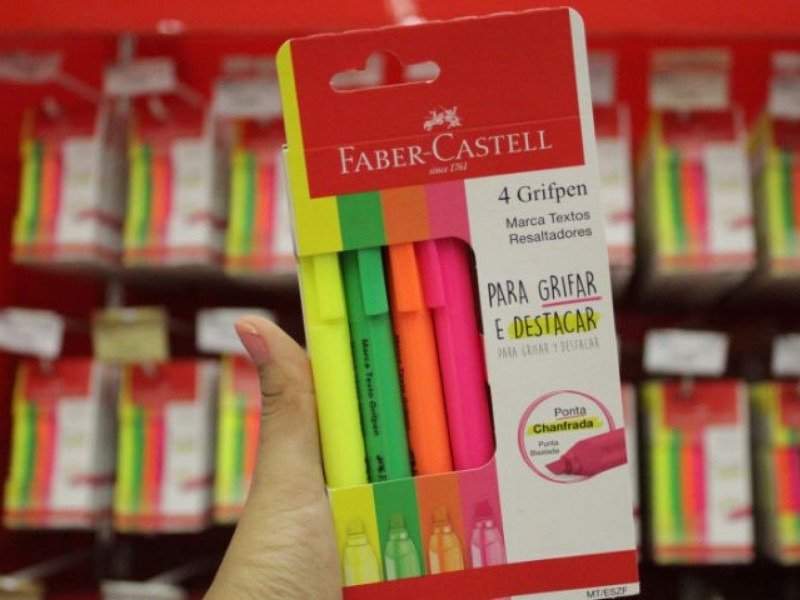 FABER-CASTELL
since 1761
4 Grifpen
Marca Textos
Resaltadores
PARA GRIFAR
E DESTACAR
PARA GRIFAR Y DESTACAR
Ponta
Chanfrada
Punta
Biselada
Marca Texto Grifpen
MT/ESZF